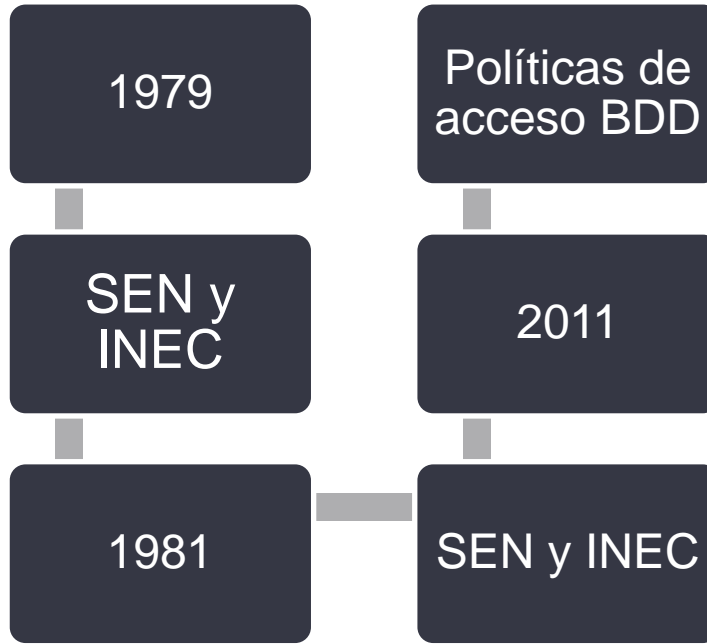 1979
SEN y
INEC
1981
SEN y INEC
2011
Políticas de
acceso BDD